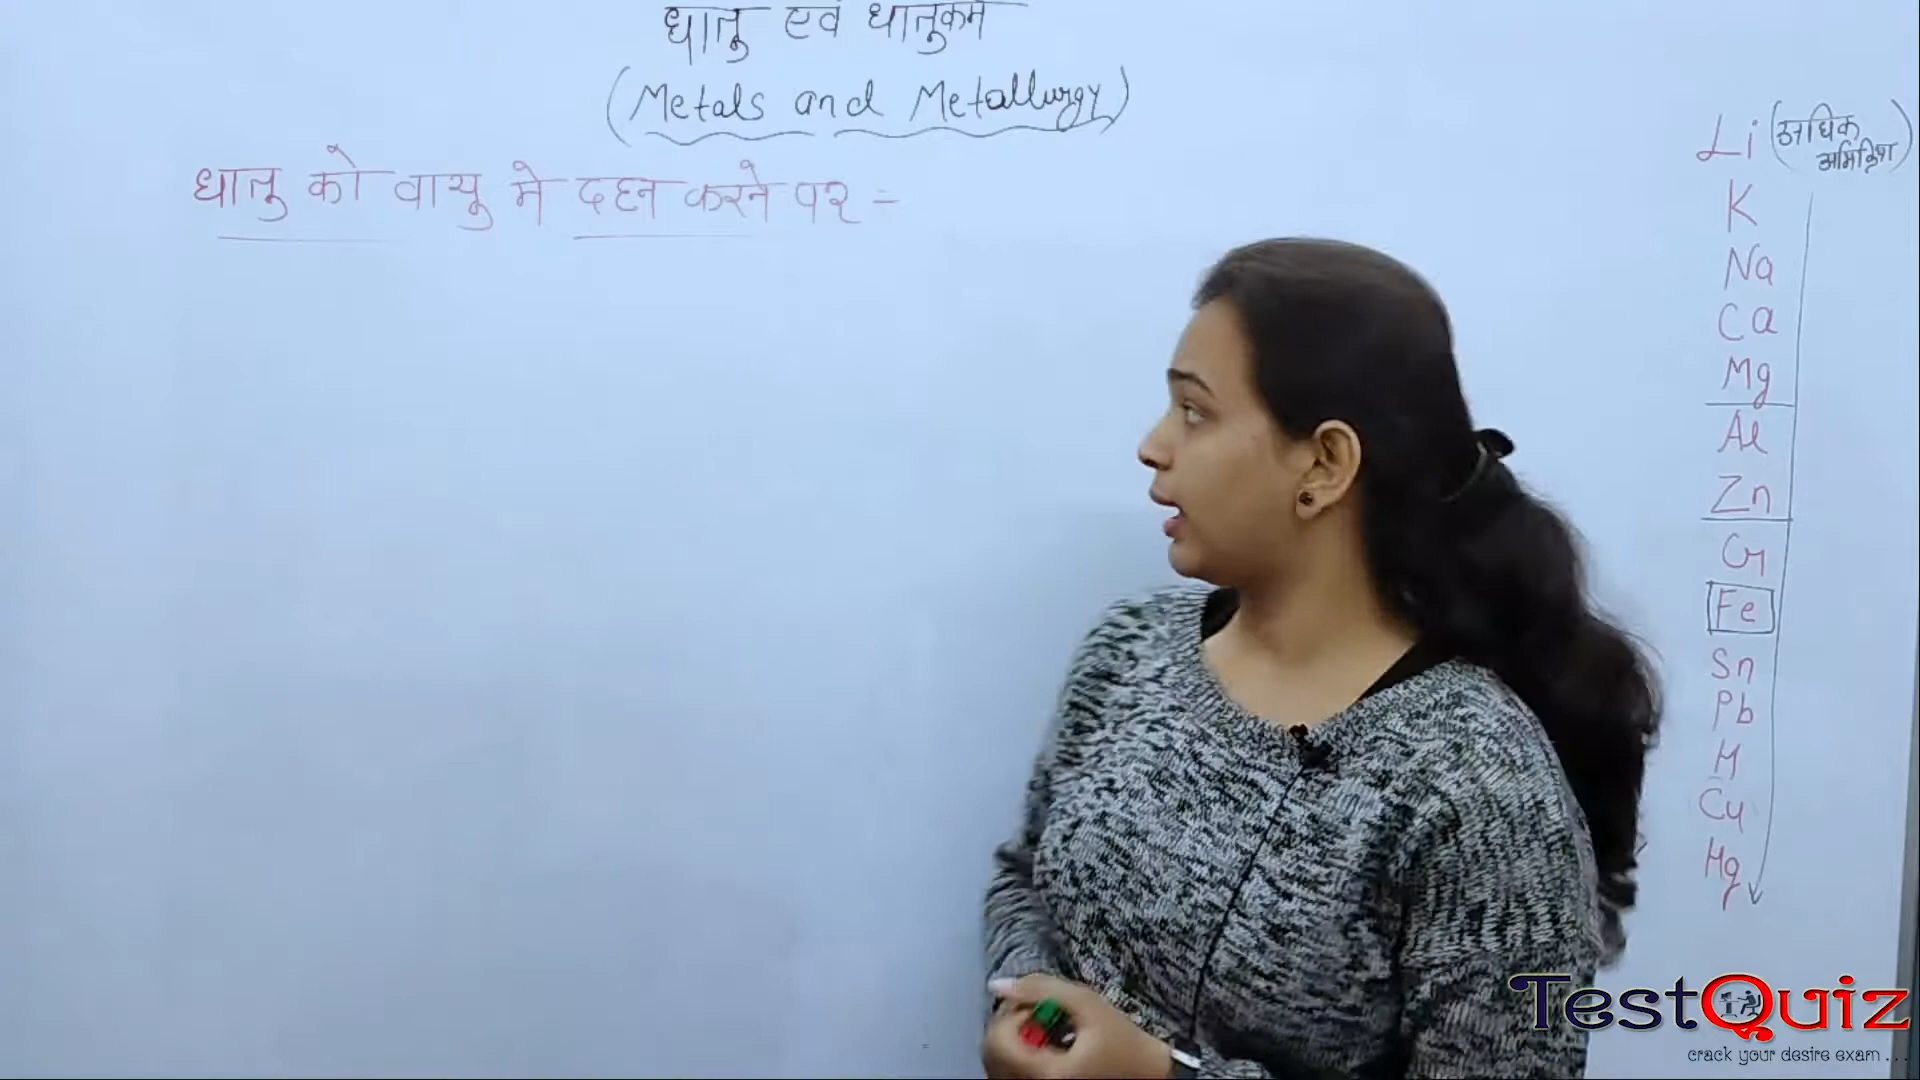 धातु एवं धातुकर्म
(Metals and Metallurgy)
धातु को वायु मे दहन करने पर =
Li (अधिक
अभिक्रिया)
K
Na
Ca
Mg
Al
Zn
Cr
Fe
Sn
Pb
H
Cu
Hg
TestQuiz
crack your desire exam ...